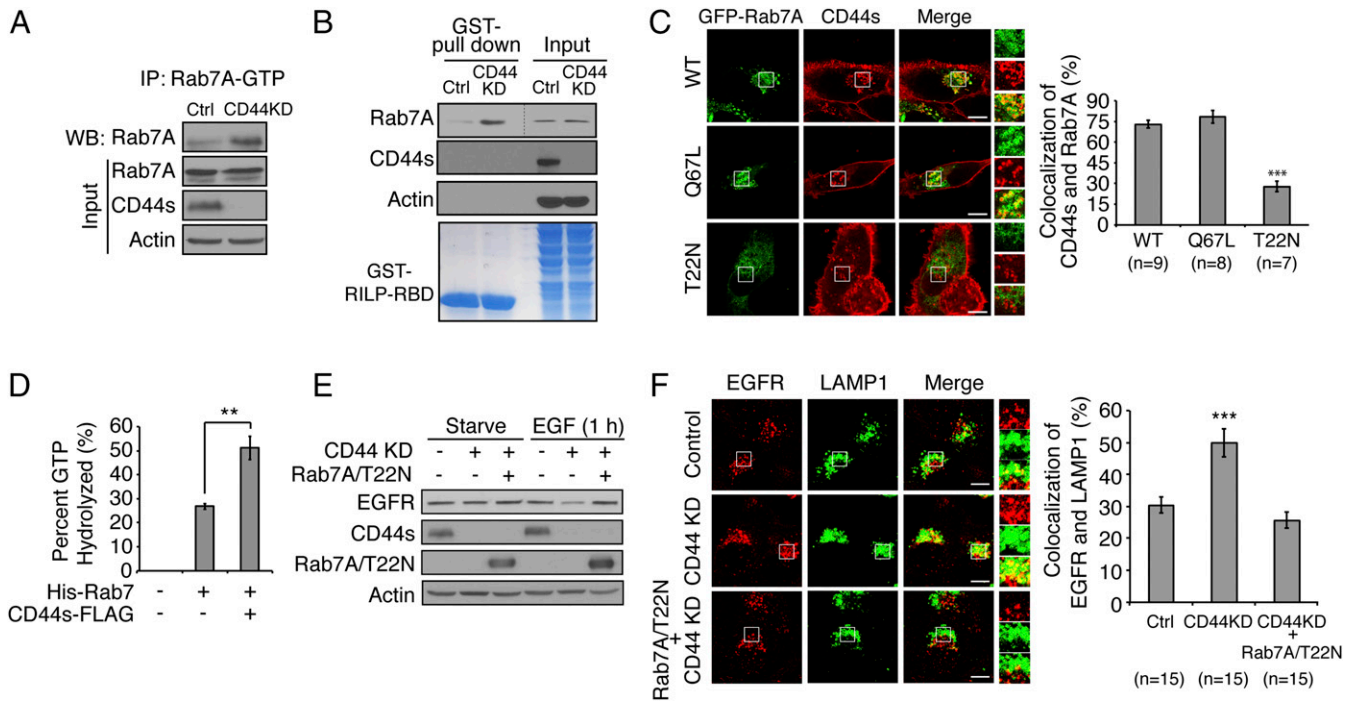 A
IP: Rab7A-GTP
Ctrl CD44KD
WB: Rab7A
Input
Rab7A
CD44s
Actin
B
GST-
pull down
Input
Ctrl
CD44
KD
Ctrl
CD44
KD
Rab7A
CD44s
Actin
GST-
RILP-RBD
C
GFP-Rab7A CD44s Merge
WT
Q67L
T22N
Colocalization of
CD44s and Rab7A (%)
90
75
60
45
30
15
0
***
WT Q67L T22N
(n=9) (n=8) (n=7)
D
Percent GTP
Hydrolyzed (%)
60
50
40
30
20
10
0
**
His-Rab7 - + +
CD44s-FLAG - - +
E
Starve EGF (1 h)
CD44 KD - + + - + +
Rab7A/T22N + +
EGFR
CD44s
Rab7A/T22N
Actin
F
EGFR LAMP1 Merge
Control
CD44 KD
Rab7A/T22N
+
CD44 KD
Colocalization of
EGFR and LAMP1 (%)
60
50
40
30
20
10
0
***
Ctrl CD44KD CD44KD
+
Rab7A/T22N
(n=15) (n=15) (n=15)